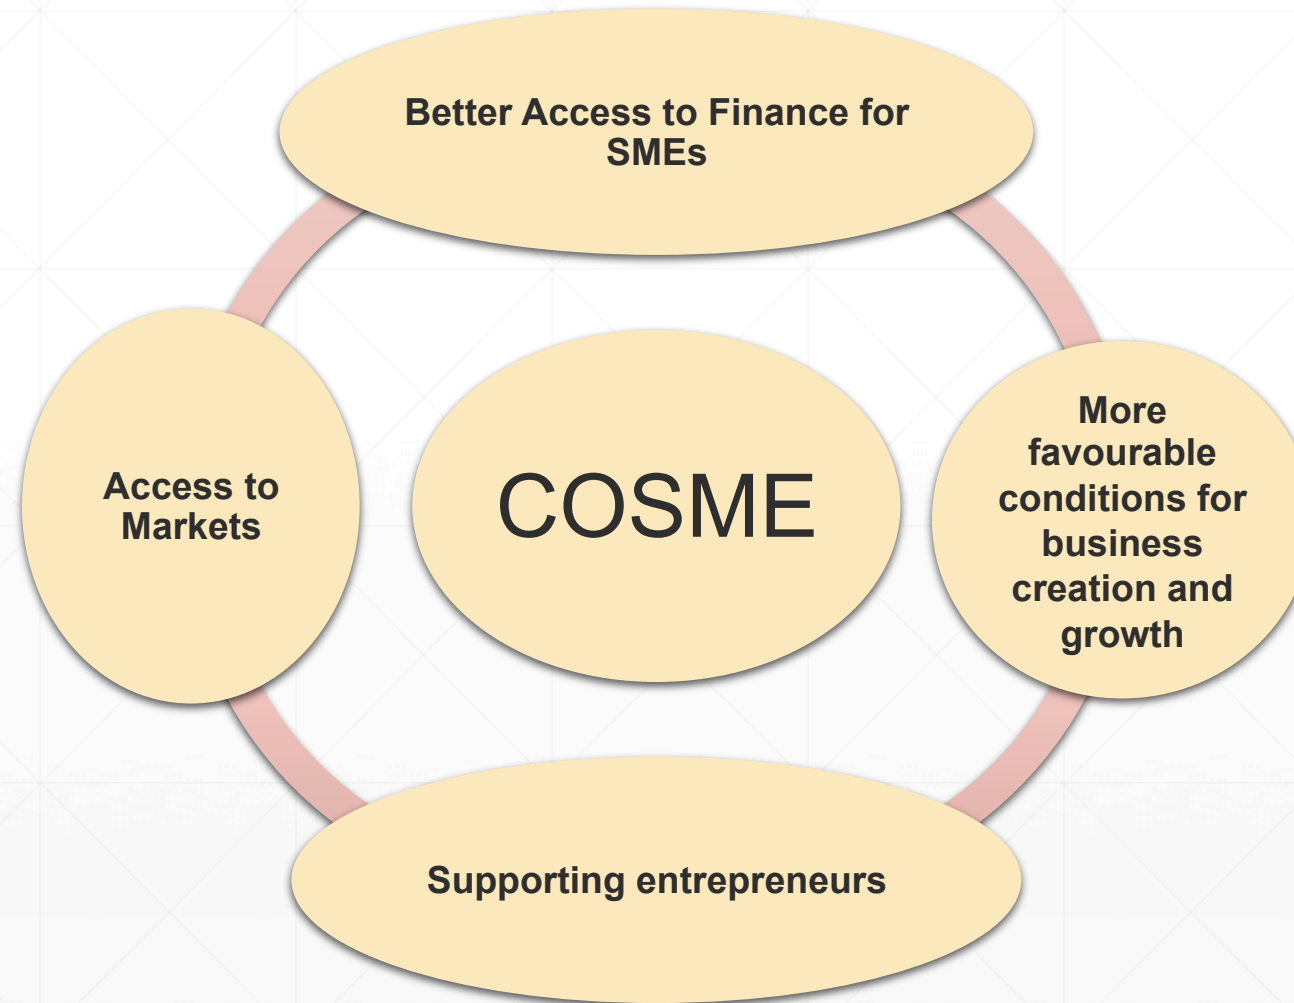 Better Access to Finance for
SMEs
Access to
Markets
COSME
More
favourable
conditions for
business
creation and
growth
Supporting entrepreneurs